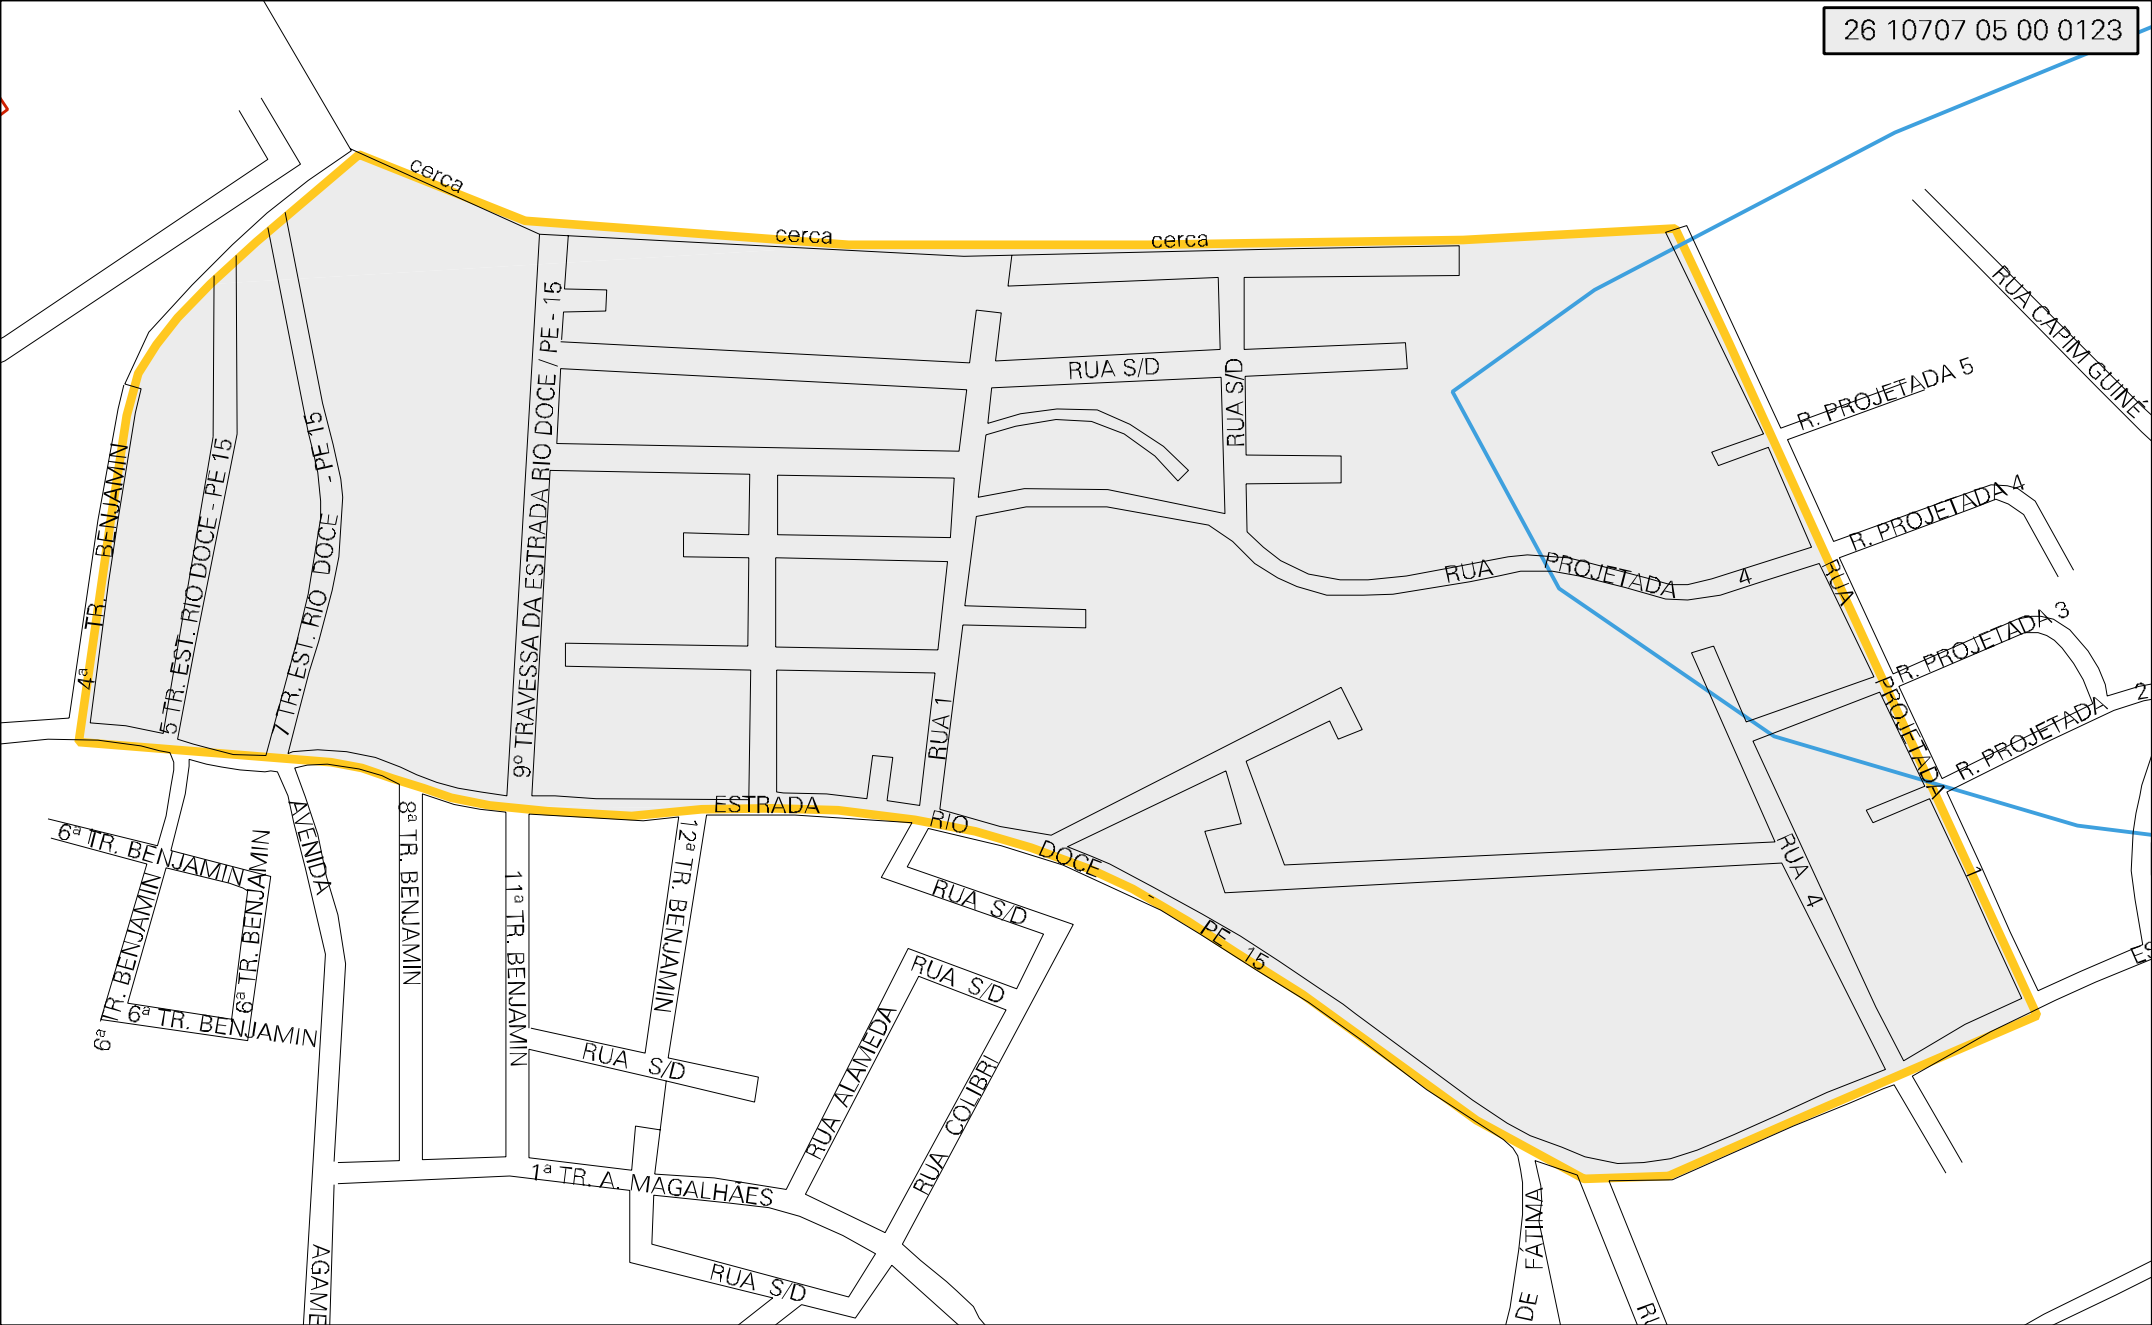 26 10707 05 00 0123
cerca
cerca
cerca
RUA CAPIM GUINÉ
R. PROJETADA 5
R. PROJETADA 4
R. PROJETADA 3
R. PROJETADA 2
RUA PROJETADA 1
RUA S/D
RUA S/D
RUA PROJETADA 4
RUA 4
RUA 1
9º TRAVESSA DA ESTRADA RIO DOCE / PE - 15
7 TR. EST. RIO DOCE - PE 15
5 TR. EST. RIO DOCE - PE 15
4ª TR. BENJAMIN
ESTRADA RIO DOCE - PE 15
6ª TR. BENJAMIN
6ª TR. BENJAMIN
9ª TR. BENJAMIN
6ª TR. BENJAMIN
AVENIDA
AGAME
8ª TR. BENJAMIN
11ª TR. BENJAMIN
12ª TR. BENJAMIN
RUA S/D
RUA S/D
RUA S/D
RUA ALAMEDA
RUA COLIBRI
1ª TR. A. MAGALHÃES
RUA S/D
DE FÁTIMA
RU
ES